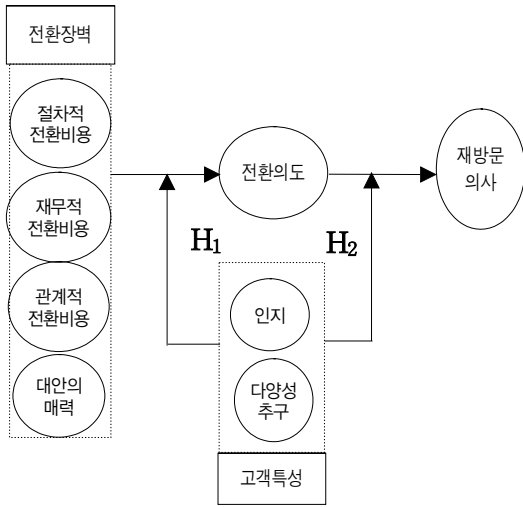 전환장벽
절차적
전환비용
재무적
전환비용
관계적
전환비용
대안의
매력
전환의도
재방문
의사
H₁
H₂
인지
다양성
추구
고객특성